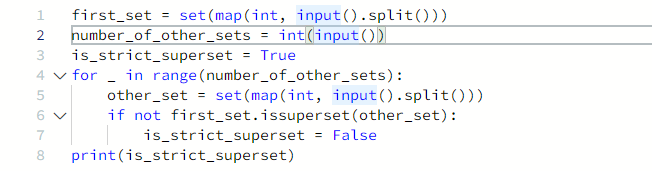 1 first_set = set(map(int, input().split()))
2 number_of_other_sets = int(input())
3 is_strict_superset = True
4 for _ in range(number_of_other_sets):
5     other_set = set(map(int, input().split()))
6     if not first_set.issuperset(other_set):
7         is_strict_superset = False
8 print(is_strict_superset)